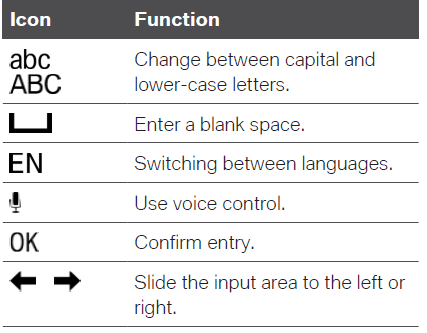 Icon Function
abc Change between capital and
ABC lower-case letters.
Enter a blank space.
EN Switching between languages.
Use voice control.
OK Confirm entry.
Slide the input area to the left or
right.